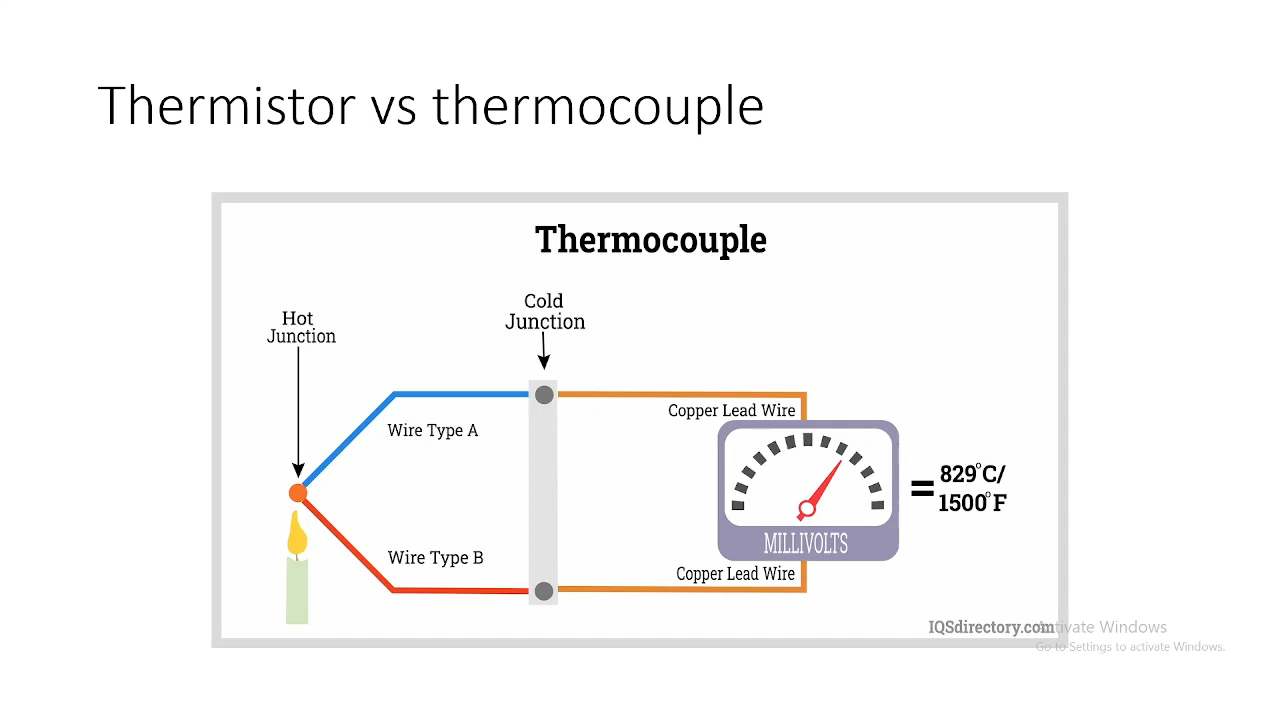 Thermistor vs thermocouple
Thermocouple
Cold
Junction
Hot
Junction
Copper Lead Wire
Wire Type A
829°C/
1500°F
=
MILLIVOLTS
Wire Type B
Copper Lead Wire
IQSdirectory.com
Activate Windows
Go to Settings to activate Windows.